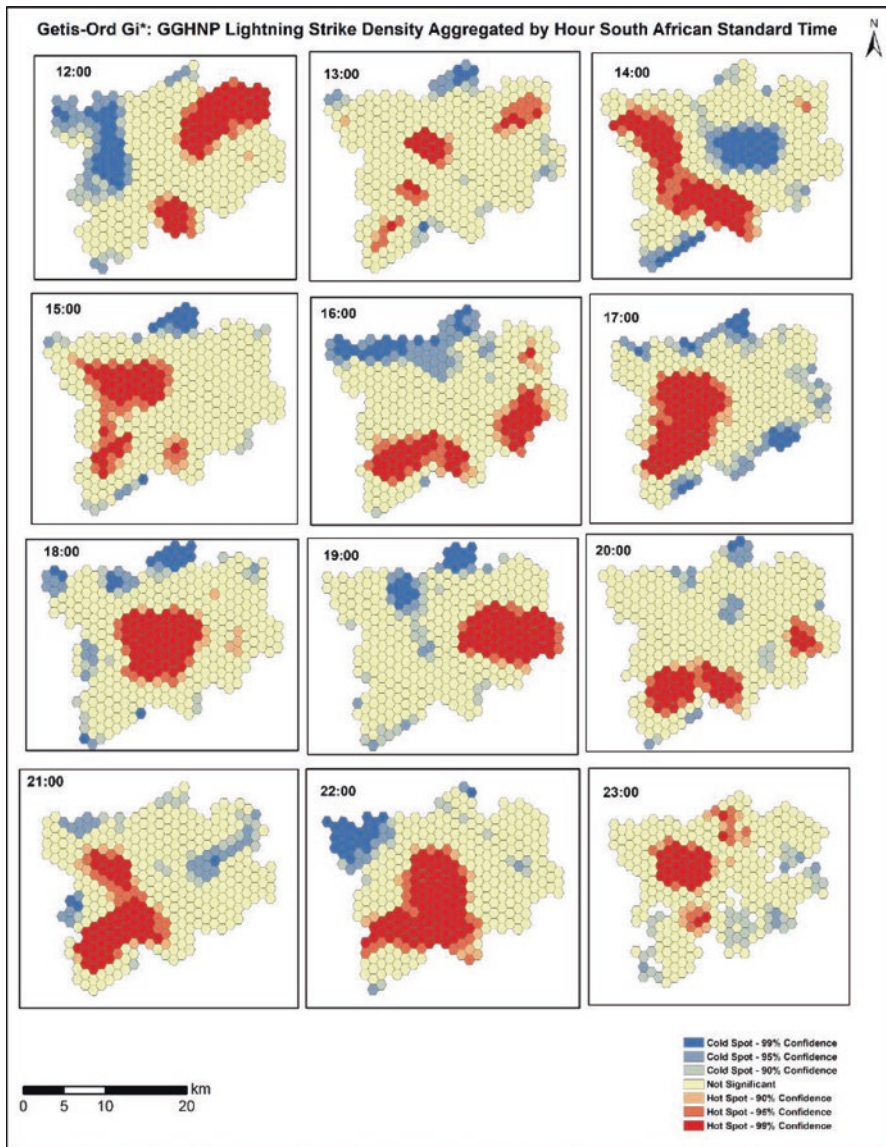 Getis-Ord Gi*: GGHNP Lightning Strike Density Aggregated by Hour South African Standard Time
N
12:00
13:00
14:00
15:00
16:00
17:00
18:00
19:00
20:00
21:00
22:00
23:00
km
0 5 10 20
Cold Spot - 99% Confidence
Cold Spot - 95% Confidence
Cold Spot - 90% Confidence
Not Significant
Hot Spot - 90% Confidence
Hot Spot - 95% Confidence
Hot Spot - 99% Confidence